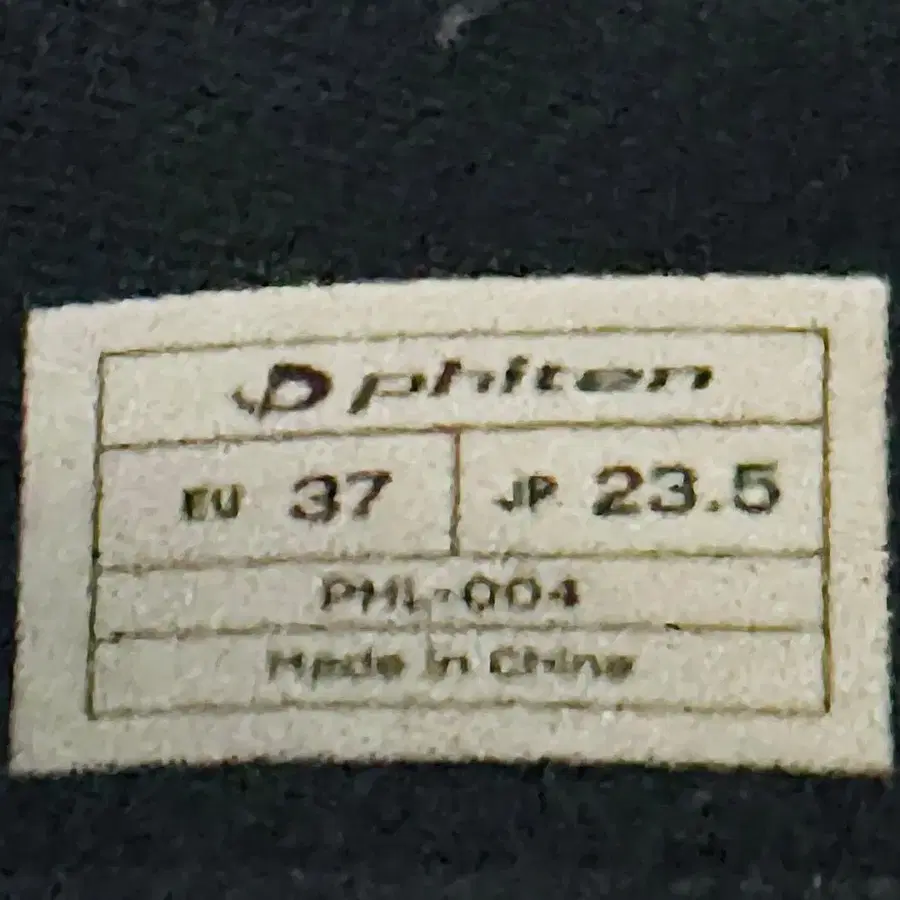 phiten
EU 37 JP 23.5
PHL-004
Made in China